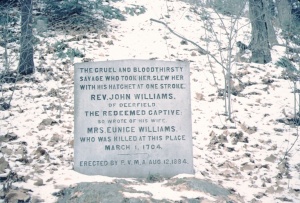 THE CRUEL AND BLOODTHIRSTY
SAVAGE WHO TOOK HER, SLEW HER
WITH HIS HATCHET AT ONE STROKE.
REV. JOHN WILLIAMS,
OF DEERFIELD
THE REDEEMED CAPTIVE,
SO WROTE OF HIS WIFE,
MRS. EUNICE WILLIAMS,
WHO WAS KILLED AT THIS PLACE
MARCH 1, 1704.
ERECTED BY P.V.M.A. AUG 12, 1884.